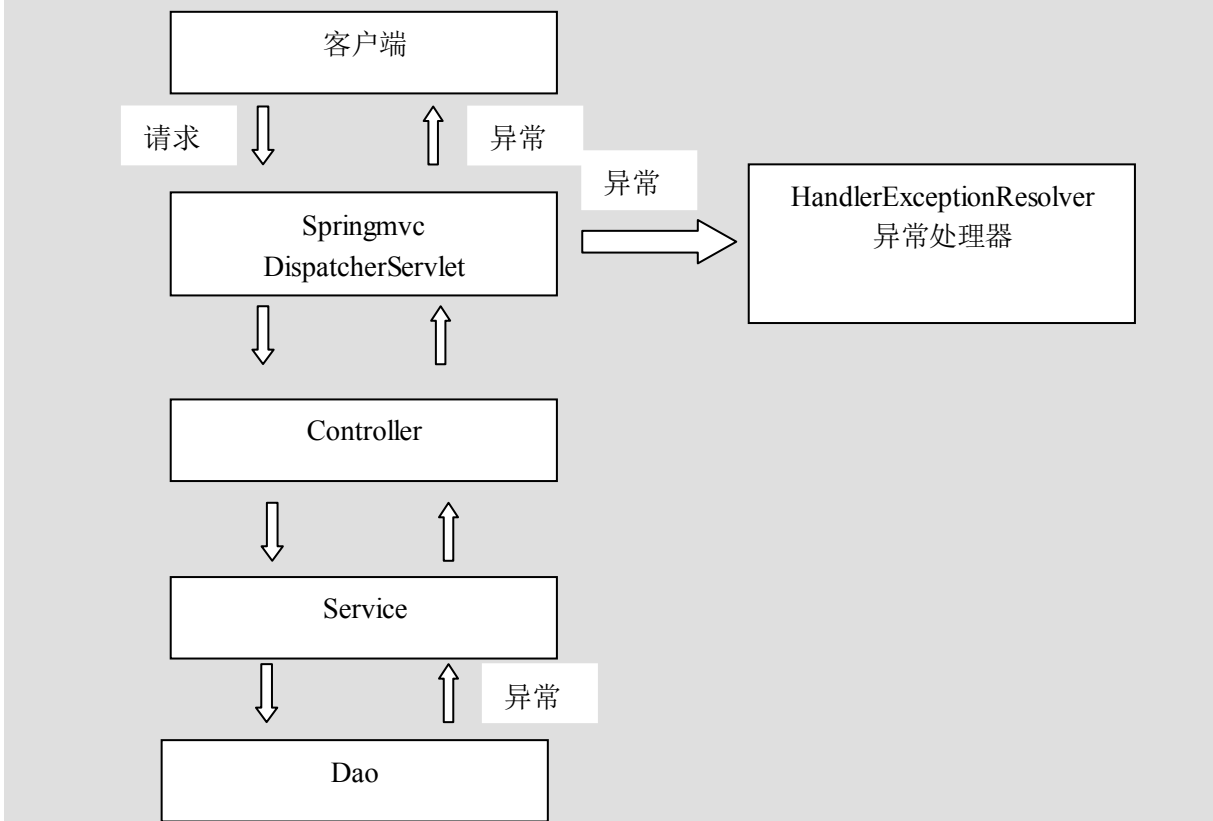 客户端
请求
异常
异常
HandlerExceptionResolver
异常处理器
Springmvc
DispatcherServlet
Controller
Service
异常
Dao